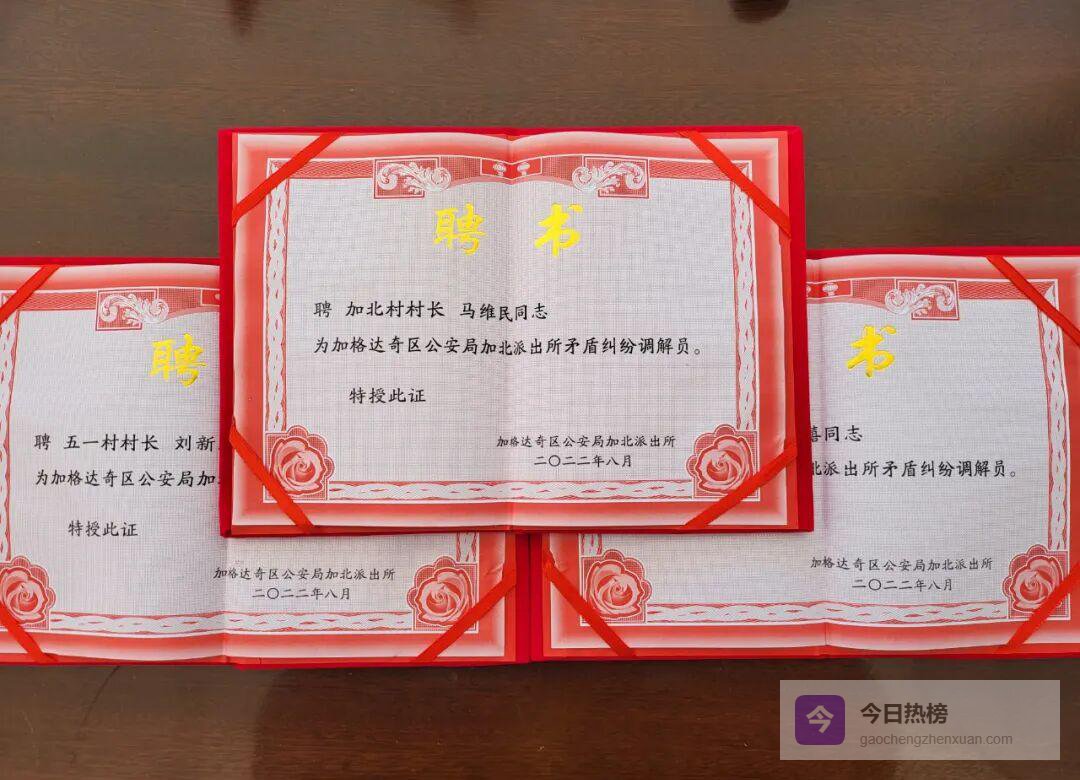 聘 书
聘 加北村村长 马维民同志
为加格达奇区公安局加北派出所矛盾纠纷调解员。
特授此证
加格达奇区公安局加北派出所
二〇二二年八月
聘
聘 五一村村长 刘新
为加格达奇区公安局加
特授此证
加格达奇区公安局加北派出所
二〇二二年八月
书
同志
北派出所矛盾纠纷调解员。
加格达奇区公安局加北派出所
二〇二二年八月
今 今日热榜
gaochengzhenxuan.com